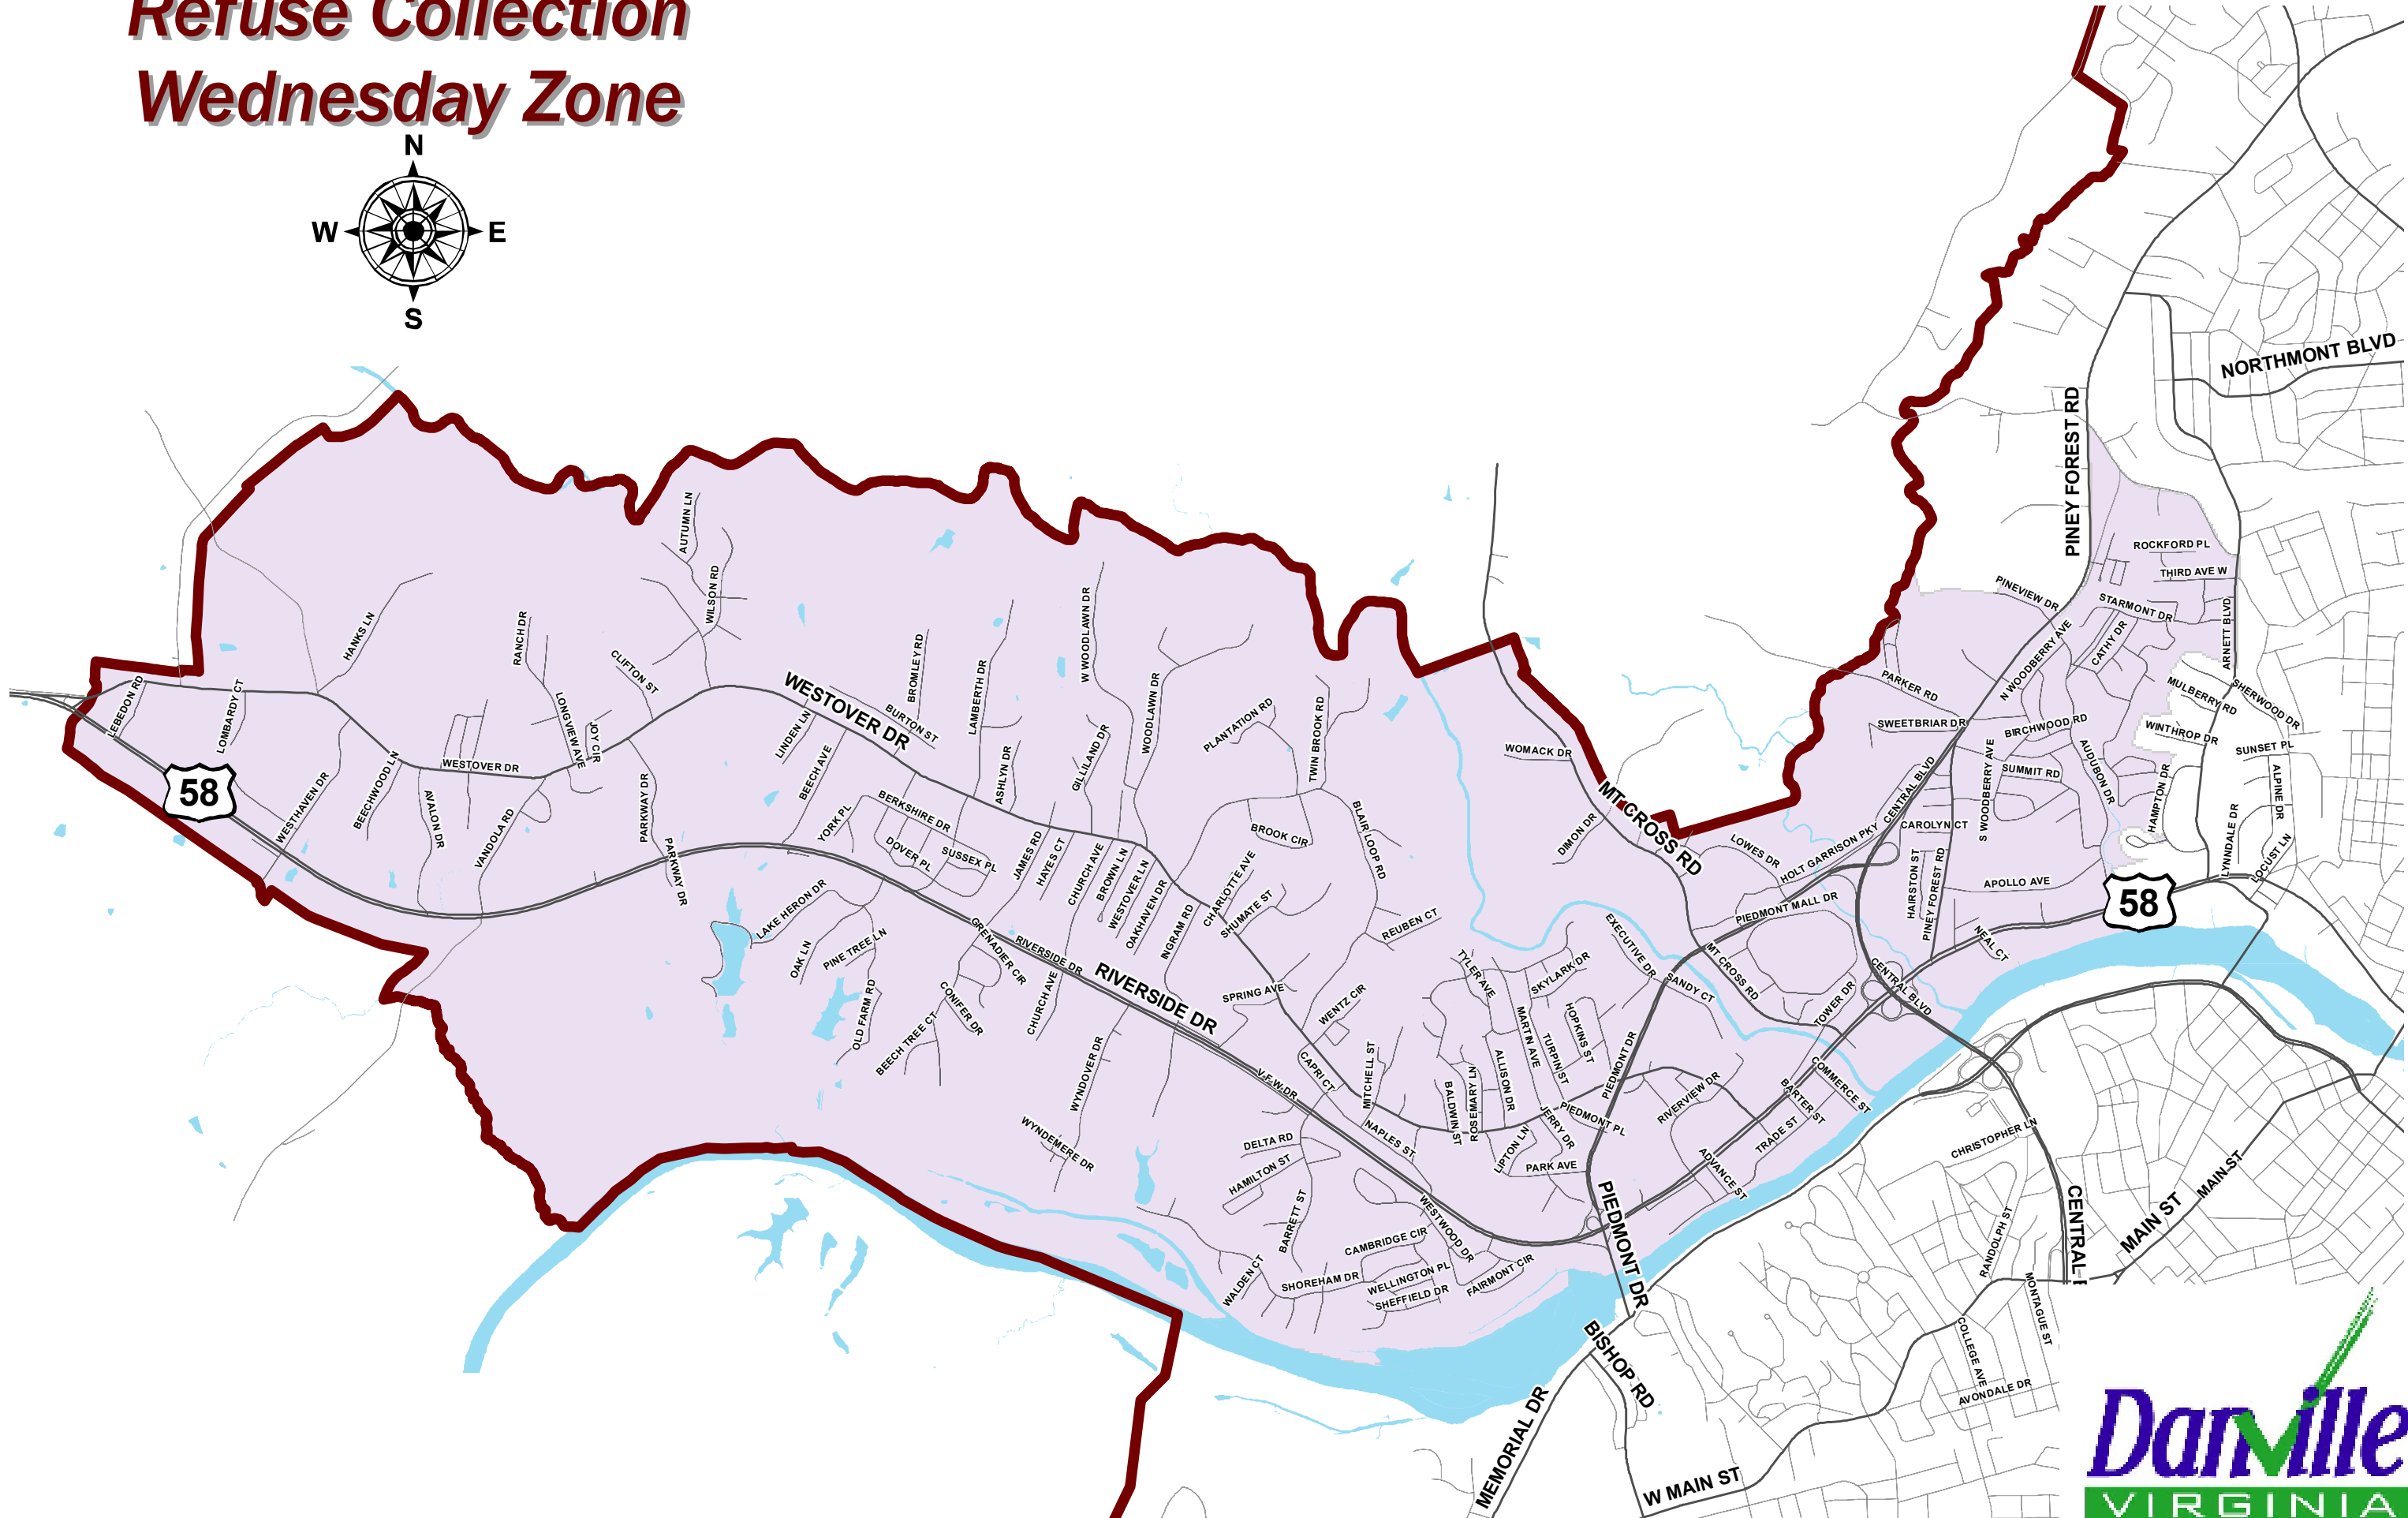 Refuse Collection
Wednesday Zone
N
W
E
S
NORTHMONT BLVD
PINEY FOREST RD
ROCKFORD PL
THIRD AVE W
PINEVIEW DR
STARMONT DR
ARNETT BLVD
CATHY DR
N WOODBERRY AVE
AUTUMN LN
WILSON RD
HANKS LN
RANCH DR
CLIFTON ST
BROMLEY RD
LAMBERTH DR
W WOODLAWN DR
WOODLAWN DR
PARKER RD
MULBERRY RD
SHERWOOD DR
LEBEDON RD
LOMBARDY CT
LONGVIEW AVE
JOY CIR
WESTOVER DR
LINDEN LN
BURTON ST
GILLILAND DR
PLANTATION RD
TWIN BROOK RD
WOMACK DR
SWEETBRIAR DR
BIRCHWOOD RD
WINTHROP DR
SUNSET PL
58
WESTHAVEN DR
BEECHWOOD LN
WESTOVER DR
AVALON DR
VANDOLA RD
PARKWAY DR
PARKWAY DR
BEECH AVE
YORK PL
BERKSHIRE DR
DOVER PL
SUSSEX PL
ASHLYN DR
JAMES RD
HAYES CT
CHURCH AVE
BROWN LN
WESTOVER LN
OAKHAVEN DR
INGRAM RD
CHARLOTTE AVE
SHUMATE ST
BROOK CIR
BLAIR LOOP RD
REUBEN CT
DIMON DR
MT CROSS RD
LOWES DR
HOLT GARRISON PKY
CENTRAL BLVD
CAROLYN CT
S WOODBERRY AVE
SUMMIT RD
AUDUBON DR
HAMPTON DR
ALPINE DR
LYNNDALE DR
LOCUST LN
HAIRSTON ST
PINEY FOREST RD
APOLLO AVE
58
PIEDMONT MALL DR
NEAL CT
LAKE HERON DR
OAK LN
PINE TREE LN
OLD FARM RD
GRENADIER CIR
RIVERSIDE DR
RIVERSIDE DR
CONIFER DR
BEECH TREE CT
CHURCH AVE
WYNDOVER DR
WYNDEMERE DR
SPRING AVE
WENTZ CIR
V F W DR
CAPRI CT
MITCHELL ST
NAPLES ST
TYLER AVE
SKYLARK DR
EXECUTIVE DR
SANDY CT
MT CROSS RD
TOWER DR
CENTRAL BLVD
MARTIN AVE
HOPKINS ST
TURPIN ST
ALLISON DR
ROSEMARY LN
BALDWIN ST
PIEDMONT DR
PIEDMONT PL
JERRY DR
LIPTON LN
PARK AVE
RIVERVIEW DR
COMMERCE ST
BARTER ST
TRADE ST
ADVANCE ST
DELTA RD
HAMILTON ST
BARRETT ST
WALDEN CT
SHOREHAM DR
CAMBRIDGE CIR
WESTWOOD DR
WELLINGTON PL
SHEFFIELD DR
FAIRMONT CIR
PIEDMONT DR
BISHOP RD
MEMORIAL DR
W MAIN ST
CHRISTOPHER LN
CENTRAL
MAIN ST
MAIN ST
RANDOLPH ST
MONTAGUE ST
COLLEGE AVE
AVONDALE DR
Danville
VIRGINIA